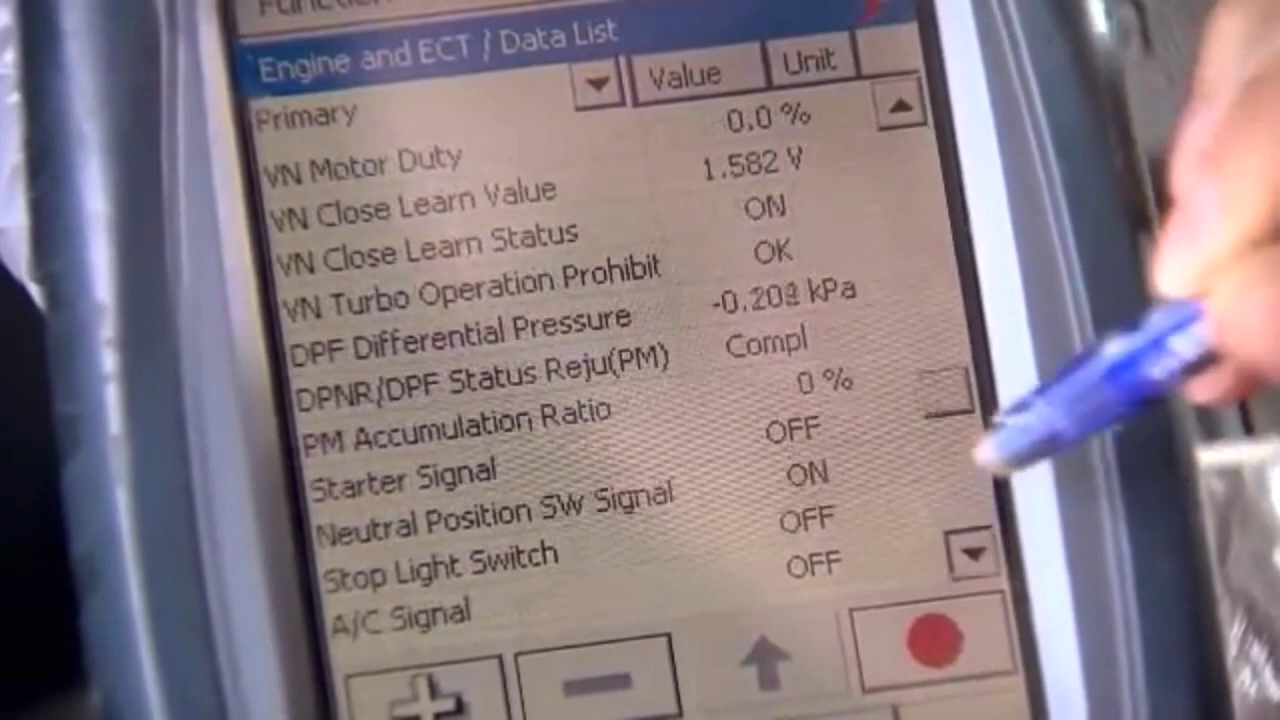 Function
Engine and ECT / Data List
Primary Value Unit
VN Motor Duty 0.0 %
VN Close Learn Value 1.582 V
VN Close Learn Status ON
VN Turbo Operation Prohibit OK
DPF Differential Pressure kPa
DPNR/DPF Status Reju(PM) Compl
PM Accumulation Ratio 0 %
Starter Signal OFF
Neutral Position SW Signal ON
Stop Light Switch OFF
A/C Signal OFF